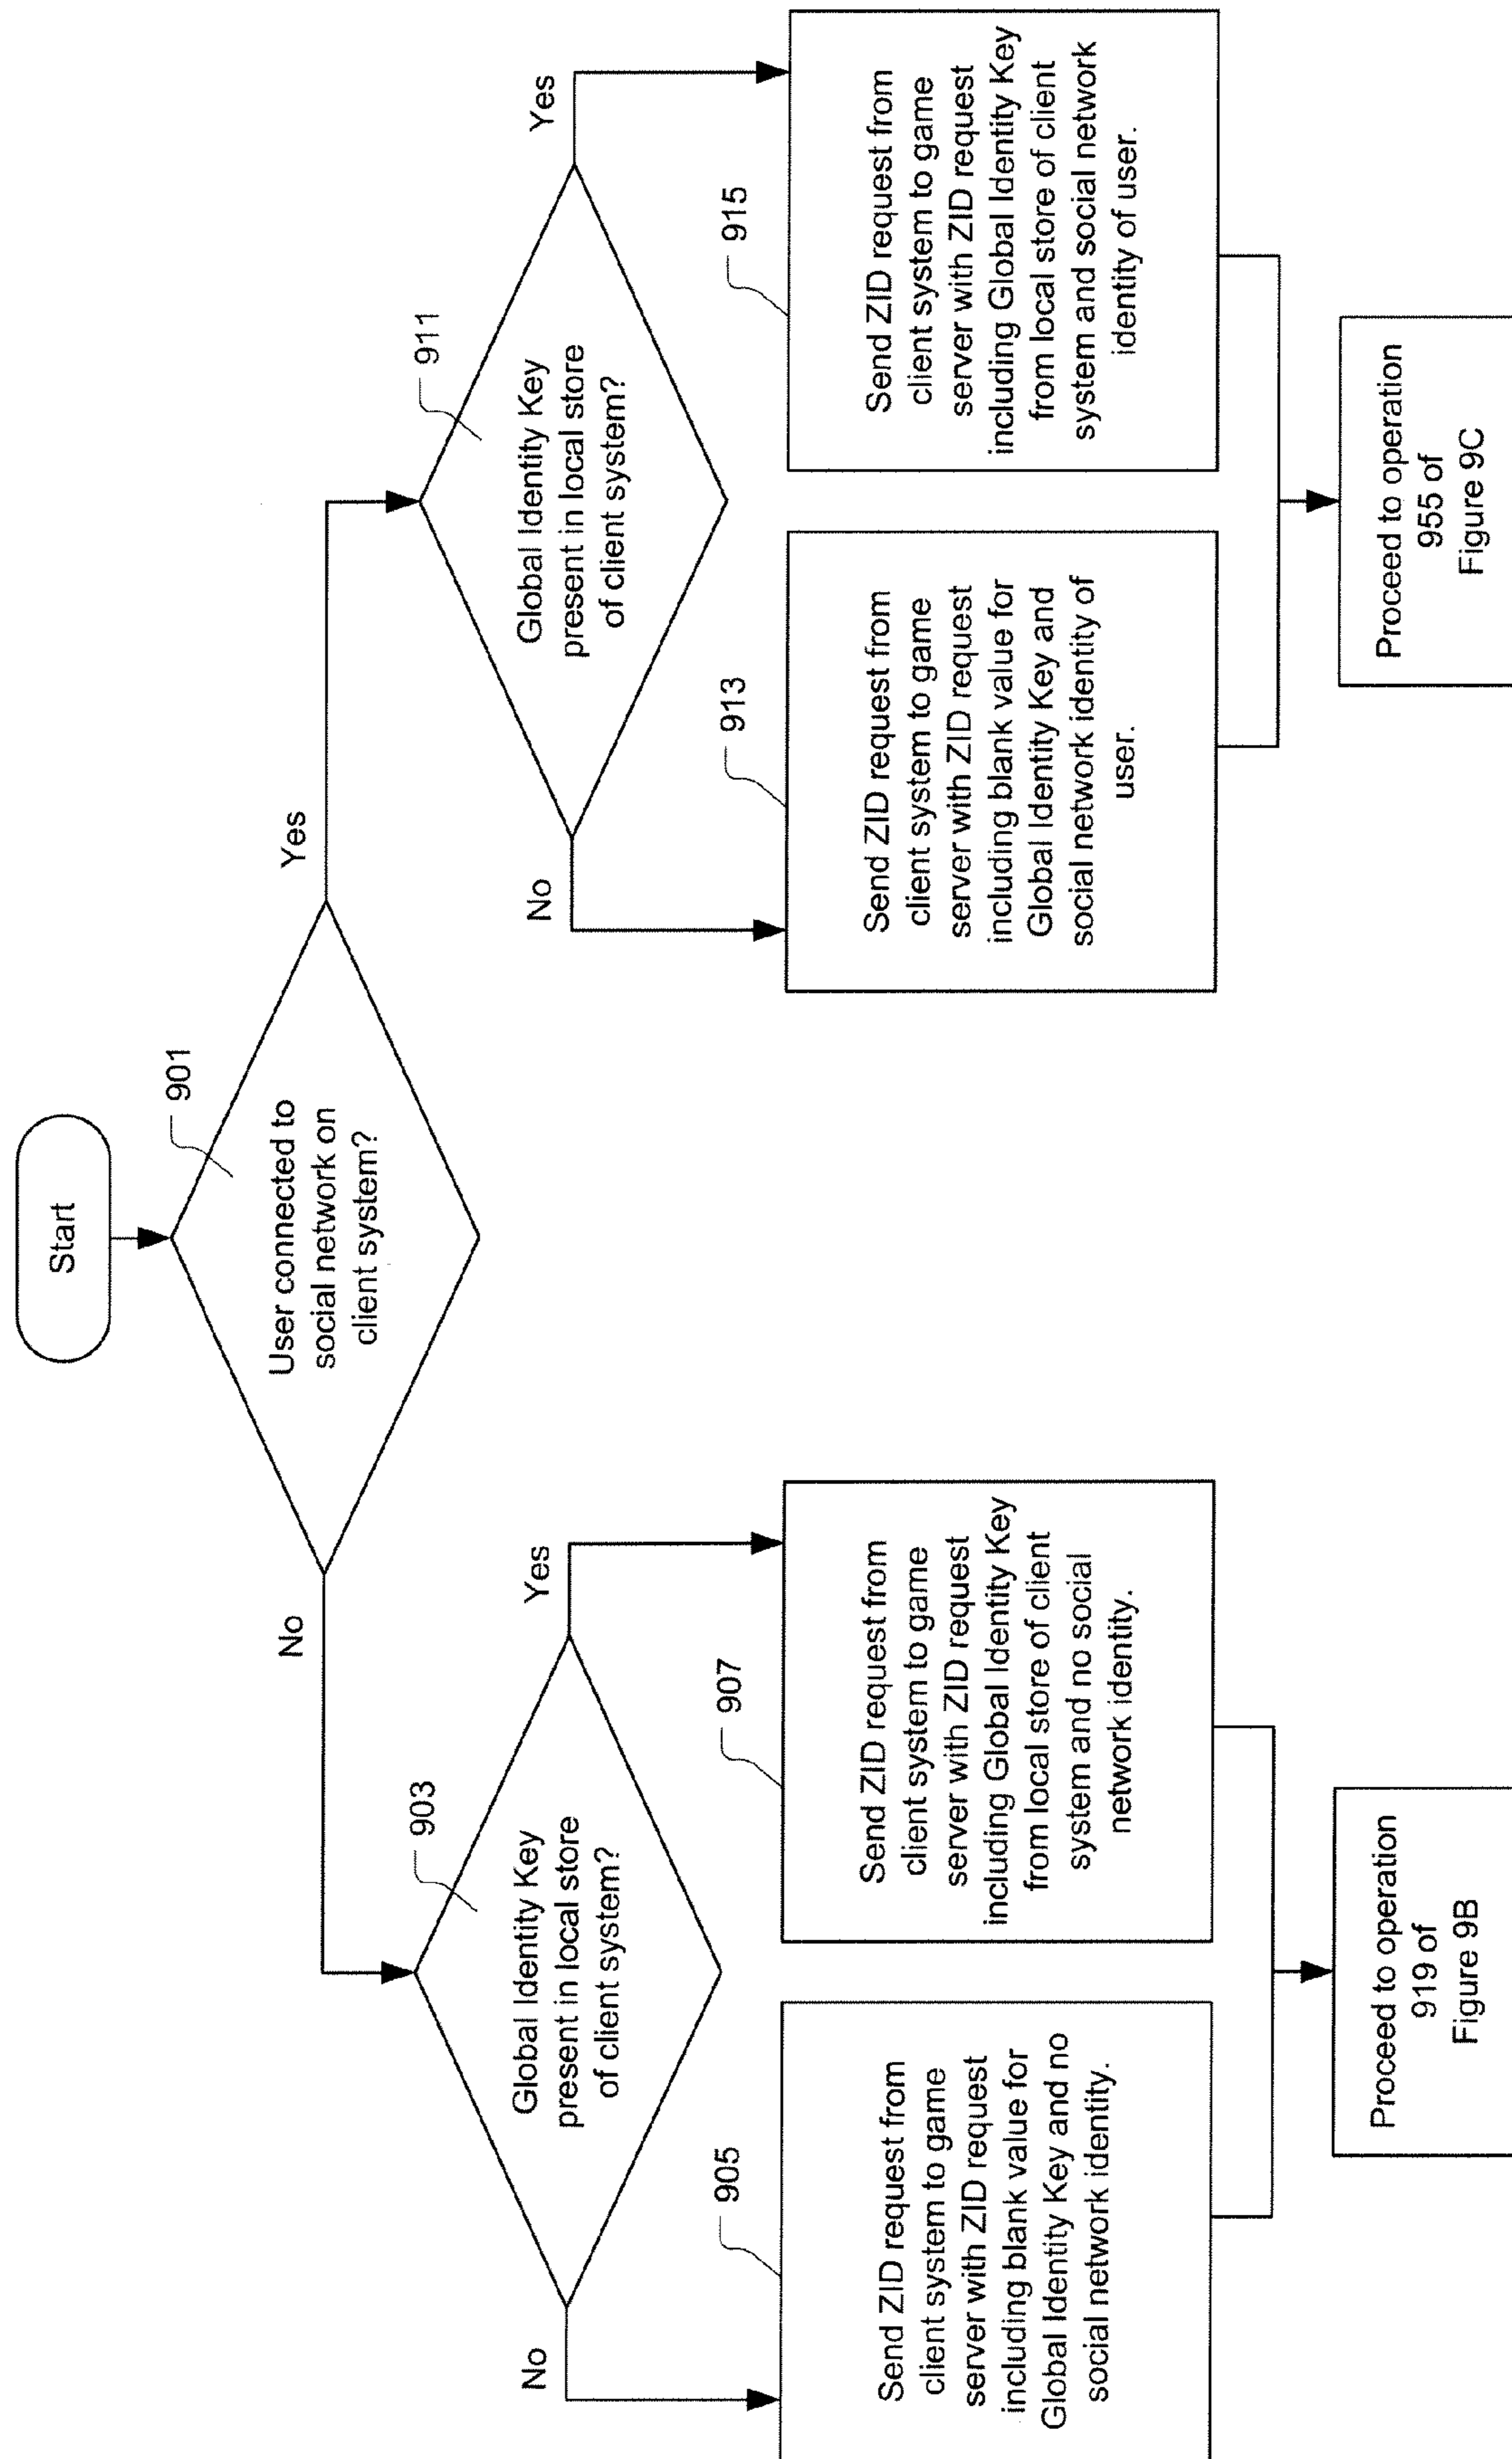 Start
901
User connected to
social network on
client system?
No
Yes
903
Global Identity Key
present in local store
of client system?
No
Yes
911
Global Identity Key
present in local store
of client system?
No
Yes
905
Send ZID request from
client system to game
server with ZID request
including blank value for
Global Identity Key and no
social network identity.
907
Send ZID request from
client system to game
server with ZID request
including Global Identity Key
from local store of client
system and no social
network identity.
913
Send ZID request from
client system to game
server with ZID request
including blank value for
Global Identity Key and
social network identity of
user.
915
Send ZID request from
client system to game
server with ZID request
including Global Identity Key
from local store of client
system and social network
identity of user.
Proceed to operation
919 of
Figure 9B
Proceed to operation
955 of
Figure 9C